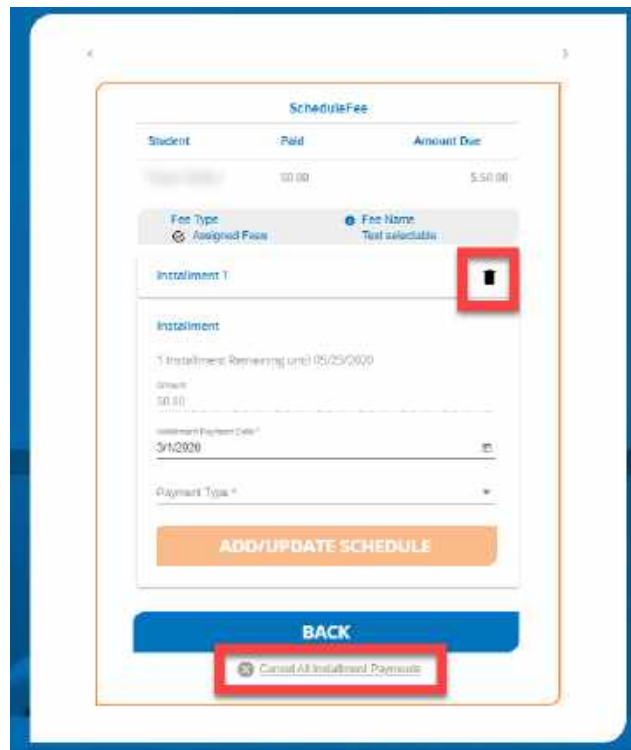 ScheduleFee
Student Paid Amount Due
$0.00 $ 50.00
Fee Type Fee Name
Assigned Fees Test selectable
Installment 1
Installment
1 Installment Remaining until 05/25/2020
Amount
$0.00
Installment Payment Date *
3/1/2020
Payment Type *
ADD/UPDATE SCHEDULE
BACK
Cancel All Installment Payments